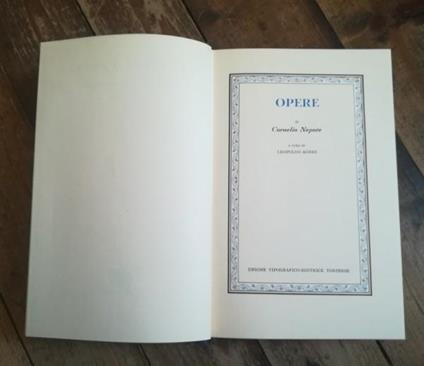 OPERE
di
Cornelio Nepote
A CURA DI
LEOPOLDO AGNES
UNIONE TIPOGRAFICO-EDITRICE TORINESE